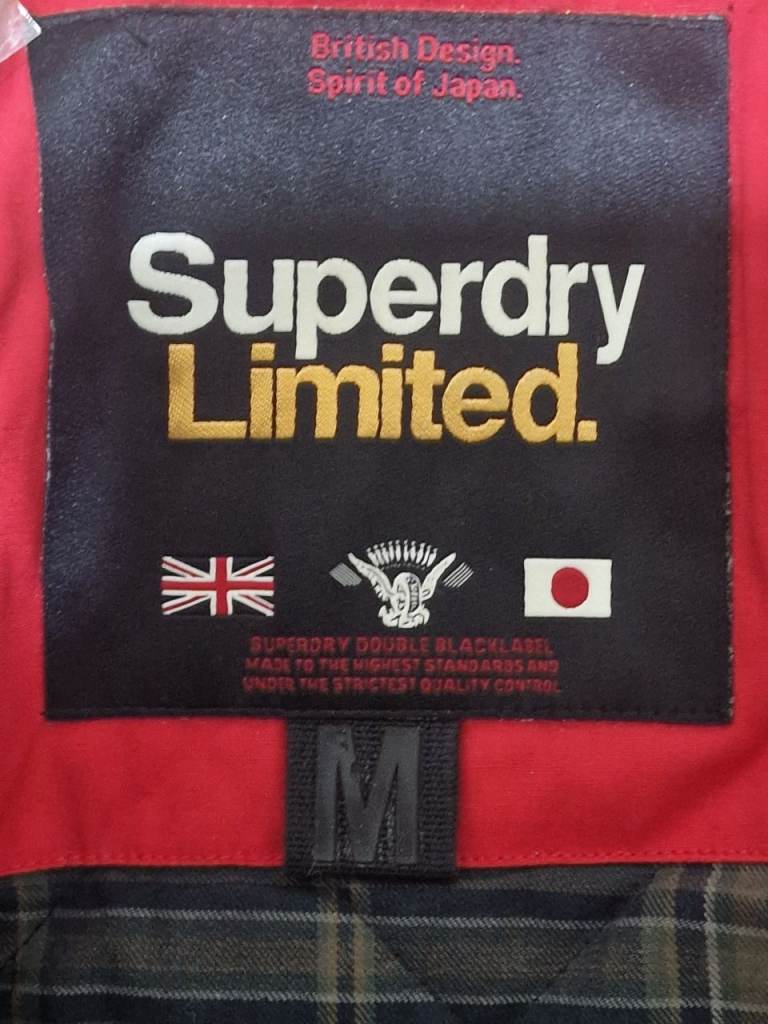 British Design.
Spirit of Japan.
Superdry
Limited.
SUPERDRY DOUBLE BLACKLABEL
MADE TO THE HIGHEST STANDARDS AND
UNDER THE STRICTEST QUALITY CONTROL
M